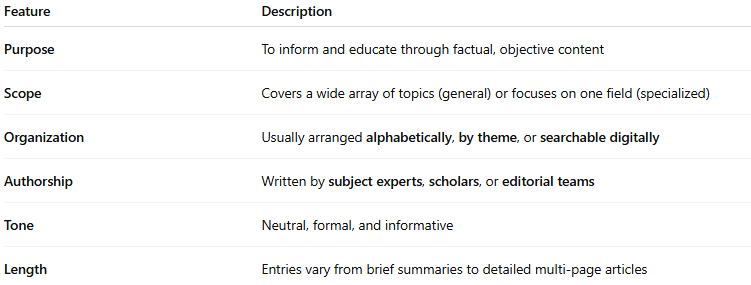 Feature Description
Purpose To inform and educate through factual, objective content
Scope Covers a wide array of topics (general) or focuses on one field (specialized)
Organization Usually arranged alphabetically, by theme, or searchable digitally
Authorship Written by subject experts, scholars, or editorial teams
Tone Neutral, formal, and informative
Length Entries vary from brief summaries to detailed multi-page articles